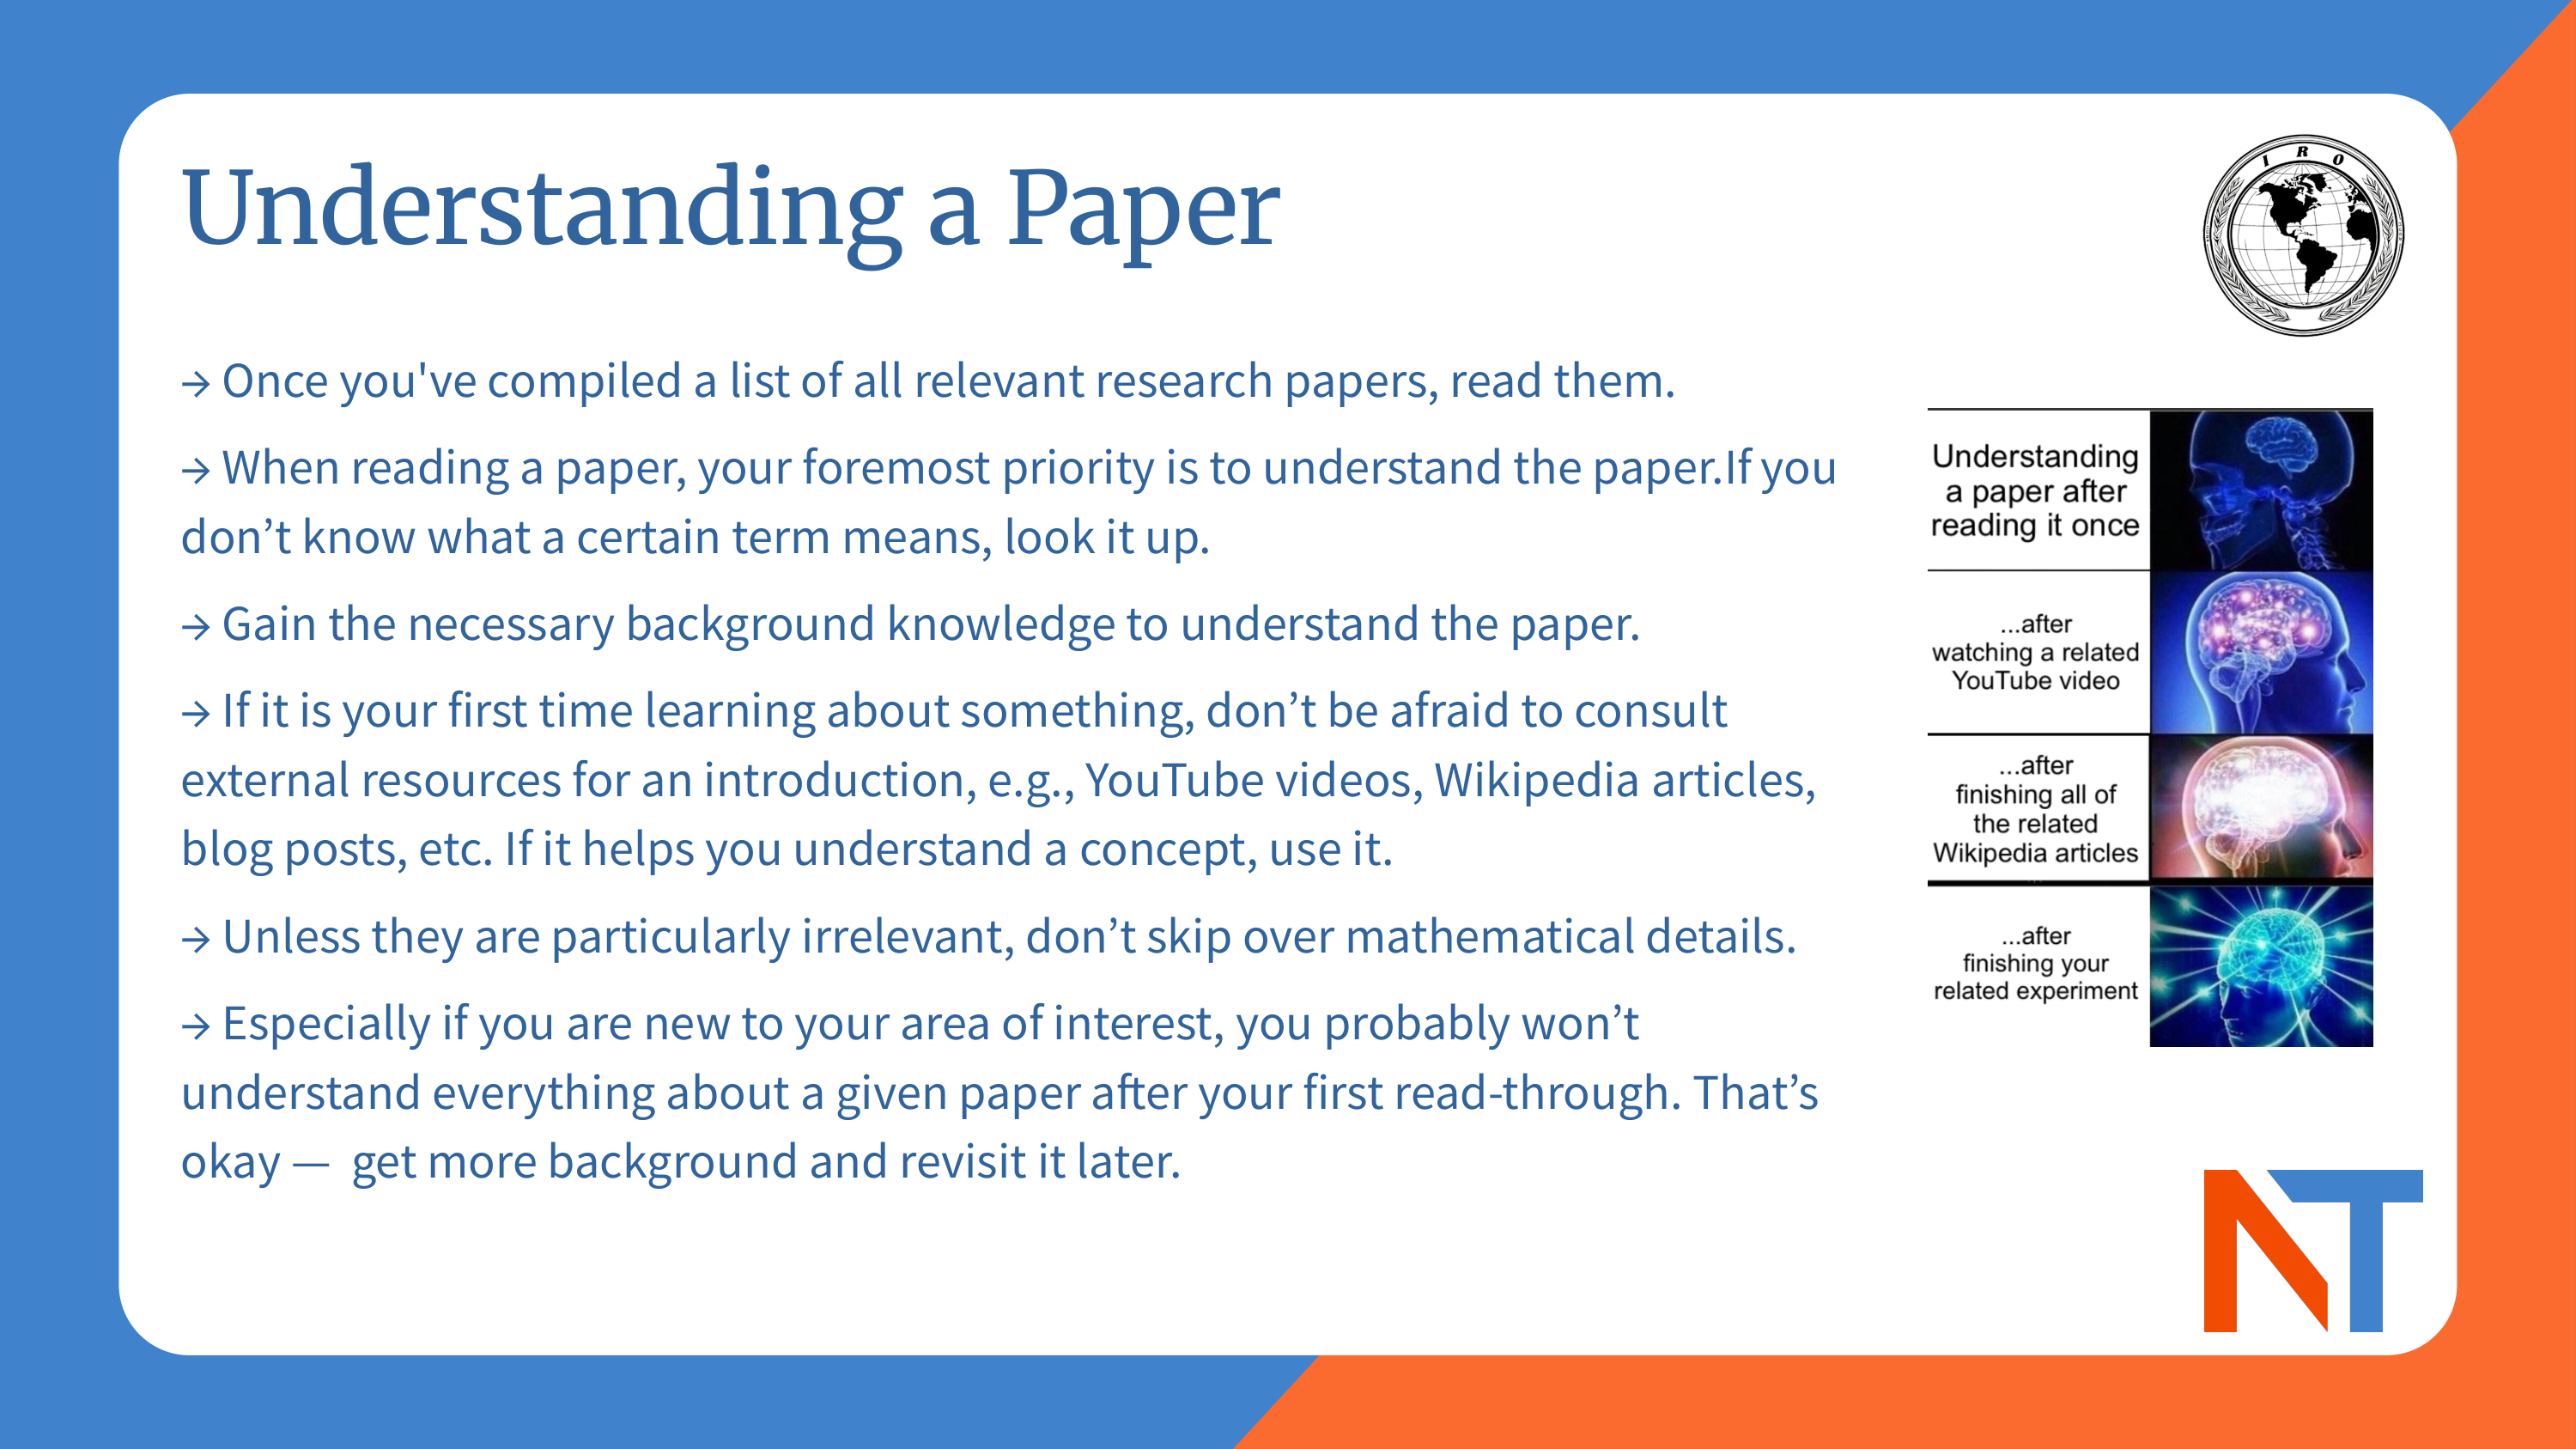 Understanding a Paper
I R O
→ Once you've compiled a list of all relevant research papers, read them.
→ When reading a paper, your foremost priority is to understand the paper.If you
don’t know what a certain term means, look it up.
→ Gain the necessary background knowledge to understand the paper.
→ If it is your first time learning about something, don’t be afraid to consult
external resources for an introduction, e.g., YouTube videos, Wikipedia articles,
blog posts, etc. If it helps you understand a concept, use it.
→ Unless they are particularly irrelevant, don’t skip over mathematical details.
→ Especially if you are new to your area of interest, you probably won’t
understand everything about a given paper after your first read-through. That’s
okay —  get more background and revisit it later.
Understanding
a paper after
reading it once
...after
watching a related
YouTube video
...after
finishing all of
the related
Wikipedia articles
...after
finishing your
related experiment
NT